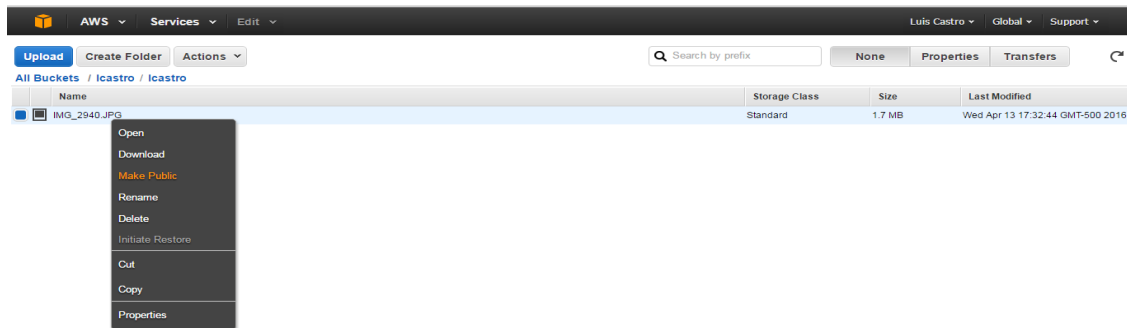 AWS Services Edit Luis Castro Global Support
Upload Create Folder Actions Search by prefix None Properties Transfers
All Buckets / lcastro / lcastro
Name Storage Class Size Last Modified
IMG_2940.JPG Standard 1.7 MB Wed Apr 13 17:32:44 GMT-500 2016
Open
Download
Make Public
Rename
Delete
Initiate Restore
Cut
Copy
Properties